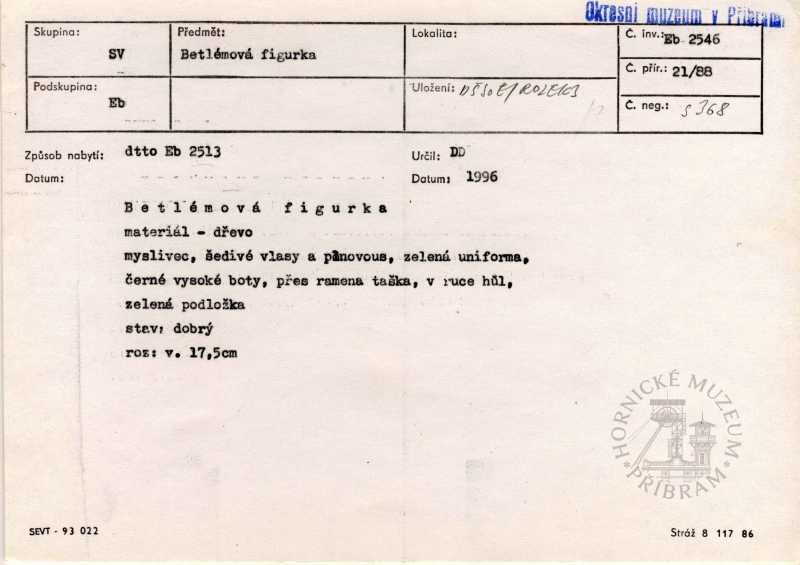 Okresní muzeum v Příbrami
Skupina: Předmět: Lokalita: Č. inv.: Eb 2546
SV Betlémová figurka
Č. přír.: 21/88
Podskupina: Uložení:
Eb Č. neg.: s 368
Způsob nabytí: dtto Eb 2513 Určil: DD
Datum: Datum: 1996
Betlémová figurka
materiál - dřevo
myslivec, šedivé vlasy a plnovous, zelená uniforma,
černé vysoké boty, přes ramena taška, v ruce hůl,
zelená podložka
stav: dobrý
roz: v. 17,5cm
HORNICKÉ MUZEUM
* PŘÍBRAM *
SEVT - 93 022 Stráž 8 117 86